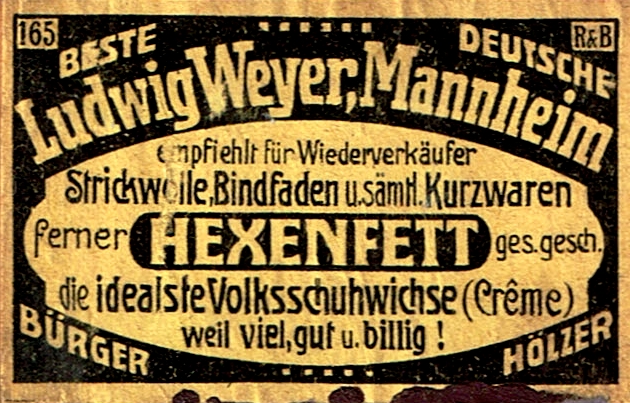 165
R&B
BESTE
DEUTSCHE
Ludwig Weyer, Mannheim
empfiehlt für Wiederverkäufer
Strickwolle, Bindfaden u. sämtl. Kurzwaren
ferner HEXENFETT ges. gesch.
die idealste Volksschuhwichse (Crême)
weil viel, gut u. billig !
BÜRGER
HÖLZER